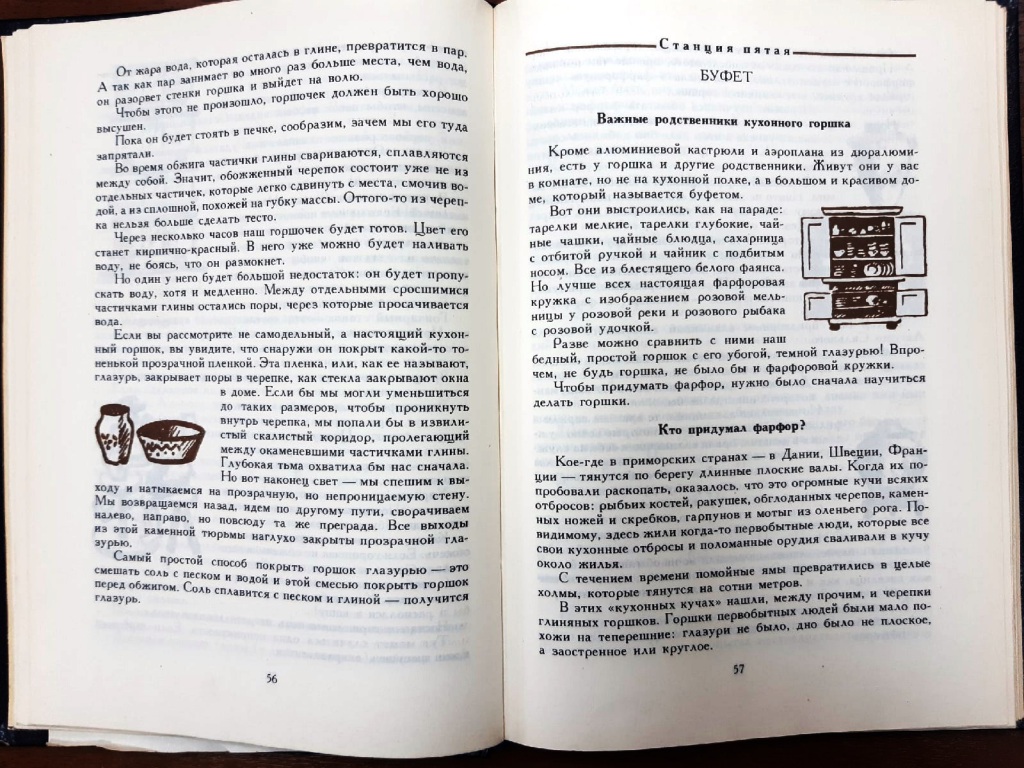 От жара вода, которая осталась в глине, превратится в пар.
А так как пар занимает во много раз больше места, чем вода,
он разорвет стенки горшка и выйдет на волю.
Чтобы этого не произошло, горшочек должен быть хорошо
высушен.
Пока он будет стоять в печке, сообразим, зачем мы его туда
запрятали.
Во время обжига частички глины свариваются, сплавляются
между собой. Значит, обожженный черепок состоит уже не из
отдельных частичек, которые легко сдвинуть с места, смочив во-
дой, а из сплошной, похожей на губку массы. Оттого-то из череп-
ка нельзя больше сделать тесто.
Через несколько часов наш горшочек будет готов. Цвет его
станет кирпично-красный. В него уже можно будет наливать
воду, не боясь, что он размокнет.
Но один у него будет большой недостаток: он будет пропу-
скать воду, хотя и медленно. Между отдельными сросшимися
частичками глины остались поры, через которые просачивается
вода.
Если вы рассмотрите не самодельный, а настоящий кухон-
ный горшок, вы увидите, что снаружи он покрыт какой-то то-
ненькой прозрачной пленкой. Эта пленка, или, как ее называют,
глазурь, закрывает поры в черепке, как стекла закрывают окна
в доме. Если бы мы могли уменьшиться
до таких размеров, чтобы проникнуть
внутрь черепка, мы попали бы в извили-
стый скалистый коридор, пролегающий
между окаменевшими частичками глины.
Глубокая тьма охватила бы нас сначала.
Но вот наконец свет — мы спешим к вы-
ходу и натыкаемся на прозрачную, но непроницаемую стену.
Мы возвращаемся назад, идем по другому пути, сворачиваем
налево, направо, но повсюду та же преграда. Все выходы
из этой каменной тюрьмы наглухо закрыты прозрачной гла-
зурью.
Самый простой способ покрыть горшок глазурью — это
смешать соль с песком и водой и этой смесью покрыть горшок
перед обжигом. Соль сплавится с песком и глиной — получится
глазурь.
56
Станция пятая
БУФЕТ
Важные родственники кухонного горшка
Кроме алюминиевой кастрюли и аэроплана из дюралюми-
ния, есть у горшка и другие родственники. Живут они у вас
в комнате, но не на кухонной полке, а в большом и красивом до-
ме, который называется буфетом.
Вот они выстроились, как на параде:
тарелки мелкие, тарелки глубокие, чай-
ные чашки, чайные блюдца, сахарница
с отбитой ручкой и чайник с подбитым
носом. Все из блестящего белого фаянса.
Но лучше всех настоящая фарфоровая
кружка с изображением розовой мель-
ницы у розовой реки и розового рыбака
с розовой удочкой.
Разве можно сравнить с ними наш
бедный, простой горшок с его убогой, темной глазурью! Впро-
чем, не будь горшка, не было бы и фарфоровой кружки.
Чтобы придумать фарфор, нужно было сначала научиться
делать горшки.
Кто придумал фарфор?
Кое-где в приморских странах — в Дании, Швеции, Фран-
ции — тянутся по берегу длинные плоские валы. Когда их по-
пробовали раскопать, оказалось, что это огромные кучи всяких
отбросов: рыбьих костей, ракушек, обглоданных черепов, камен-
ных ножей и скребков, гарпунов и мотыг из оленьего рога. По-
видимому, здесь жили когда-то первобытные люди, которые все
свои кухонные отбросы и поломанные орудия сваливали в кучу
около жилья.
С течением времени помойные ямы превратились в целые
холмы, которые тянутся на сотни метров.
В этих «кухонных кучах» нашли, между прочим, и черепки
глиняных горшков. Горшки первобытных людей были мало по-
хожи на теперешние: глазури не было, дно было не плоское,
а заостренное или круглое.
57